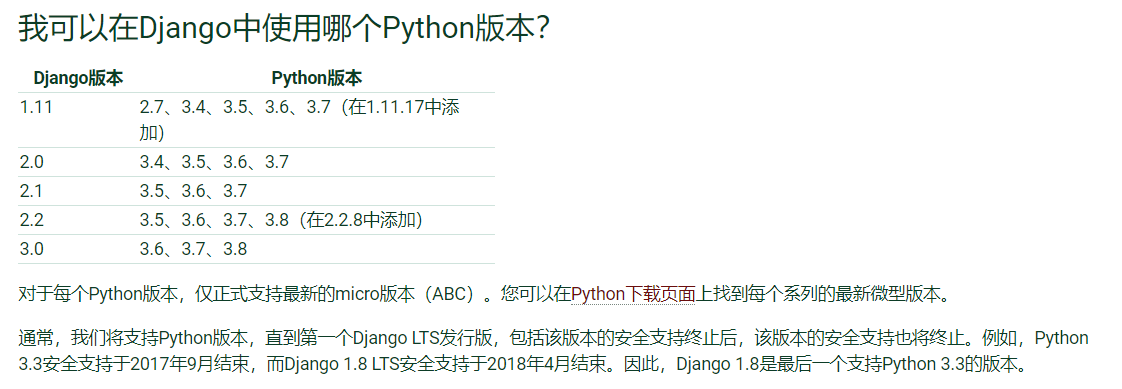 我可以在Django中使用哪个Python版本？
Django版本 Python版本
1.11 2.7、3.4、3.5、3.6、3.7（在1.11.17中添
加）
2.0 3.4、3.5、3.6、3.7
2.1 3.5、3.6、3.7
2.2 3.5、3.6、3.7、3.8（在2.2.8中添加）
3.0 3.6、3.7、3.8
对于每个Python版本，仅正式支持最新的micro版本（ABC）。您可以在Python下载页面上找到每个系列的最新微型版本。
通常，我们将支持Python版本，直到第一个Django LTS发行版，包括该版本的安全支持终止后，该版本的安全支持也将终止。例如，Python
3.3安全支持于2017年9月结束，而Django 1.8 LTS安全支持于2018年4月结束。因此，Django 1.8是最后一个支持Python 3.3的版本。